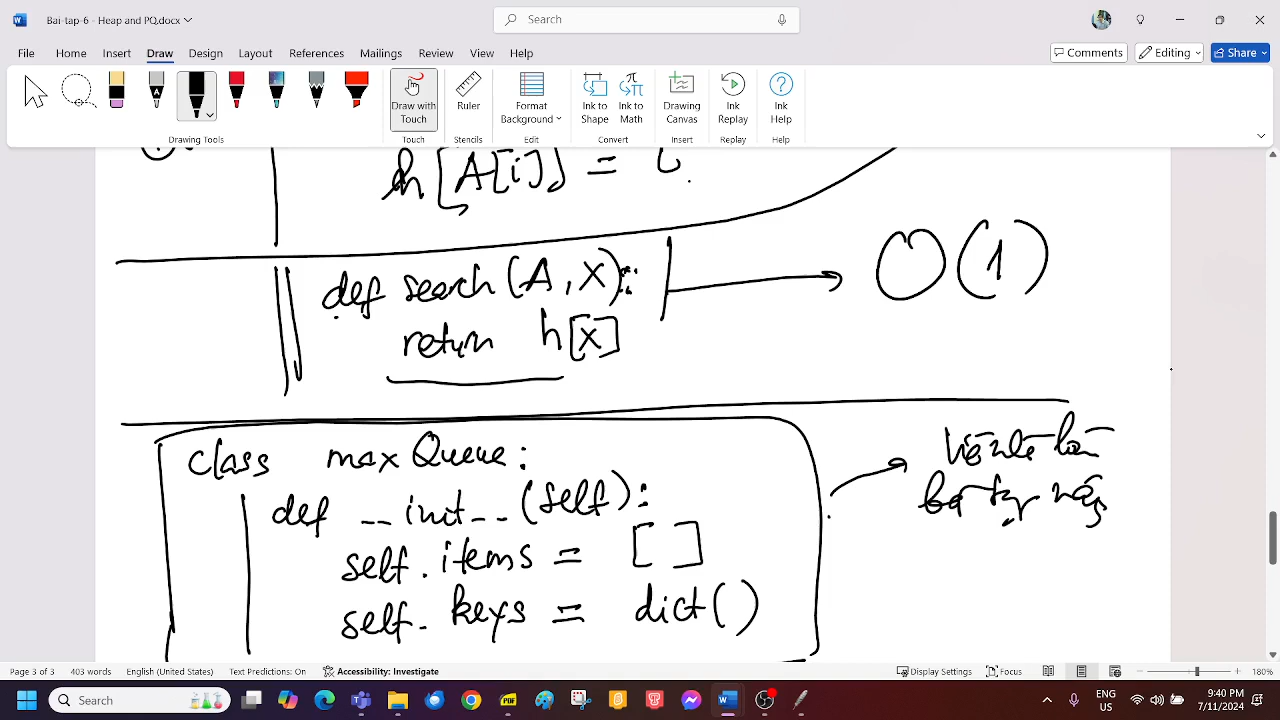 Bai-tap-6 - Heap and PQ.docx
Search
File Home Insert Draw Design Layout References Mailings Review View Help
Comments Editing Share
Draw with Touch
Ruler
Format Background
Ink to Shape
Ink to Math
Drawing Canvas
Ink Replay
Ink Help
Drawing Tools Touch Stencils Edit Convert Insert Replay Help
h[A[i]] = i
def search(A, x):
return h[x]
O(1)
class maxQueue:
def __init__(self):
self.items = []
self.keys = dict()
Page 3 of 3 403 words English (United States) Text Predictions: On Accessibility: Investigate Display Settings Focus 180%
Search
ENG
US
9:40 PM
7/11/2024